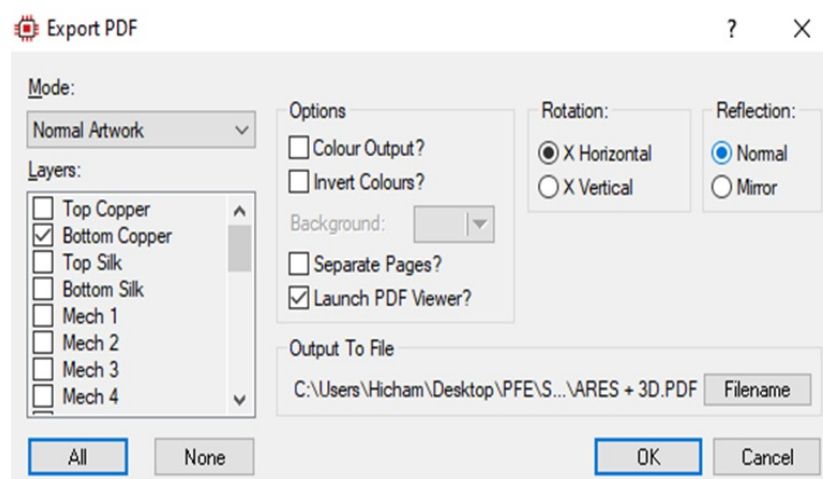 Export PDF
?
X
Mode:
Normal Artwork
Layers:
Top Copper
Bottom Copper
Top Silk
Bottom Silk
Mech 1
Mech 2
Mech 3
Mech 4
All
None
Options
Colour Output?
Invert Colours?
Background:
Separate Pages?
Launch PDF Viewer?
Rotation:
X Horizontal
X Vertical
Reflection:
Normal
Mirror
Output To File
C:\Users\Hicham\Desktop\PFE\S...\ARES + 3D.PDF
Filename
OK
Cancel